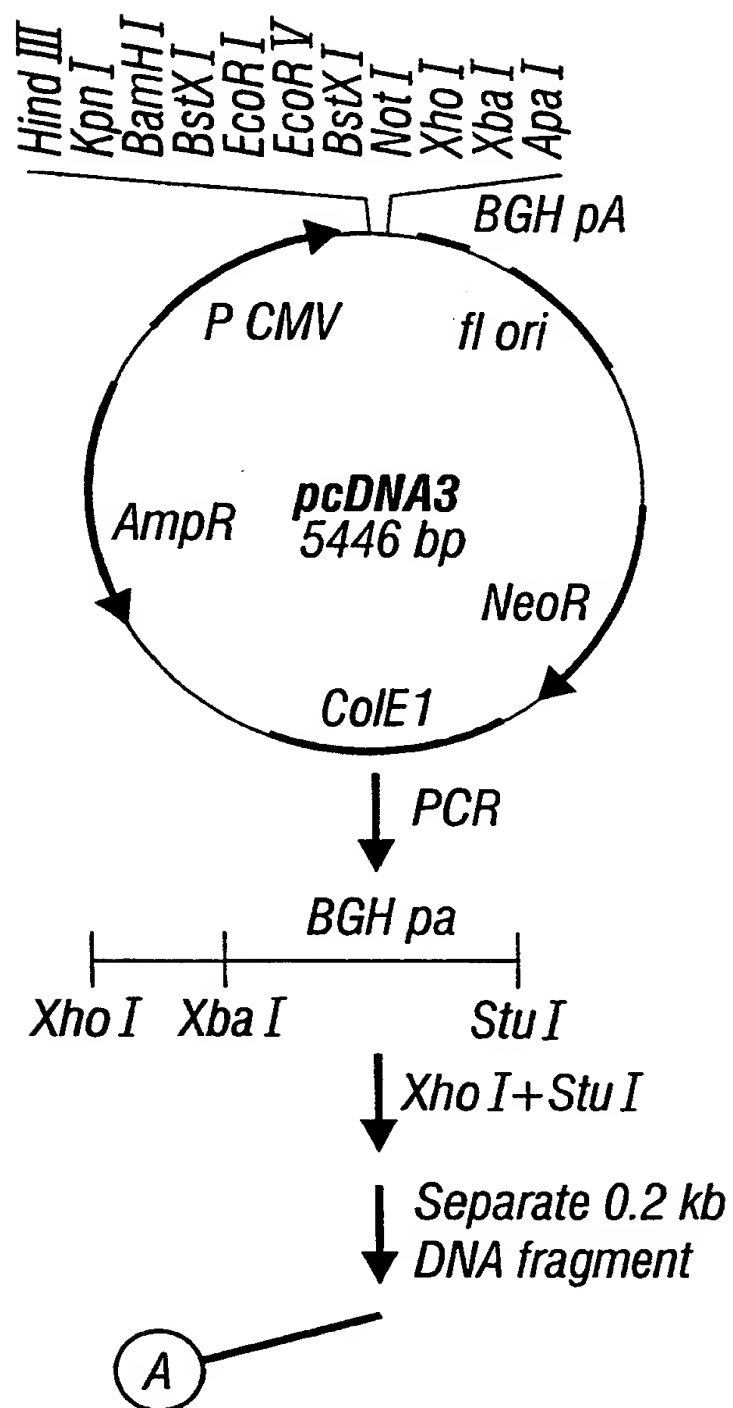 Hind III
Kpn I
BamH I
BstX I
EcoR I
EcoR V
BstX I
Not I
Xho I
Xba I
Apa I
BGH pA
P CMV
fl ori
AmpR
pcDNA3
5446 bp
NeoR
ColE1
PCR
BGH pa
Xho I Xba I Stu I
Xho I+Stu I
Separate 0.2 kb
DNA fragment
A